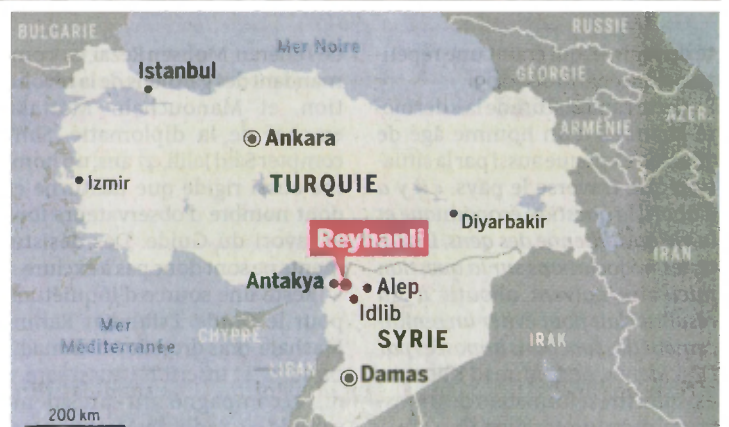 BULGARIE
RUSSIE
Mer Noire
Istanbul
GÉORGIE
AZER.
ARMÉNIE
Ankara
Izmir
TURQUIE
Diyarbakir
Reyhanli
IRAN
Antakya
Alep
Idlib
Mer
Méditerranée
CHYPRE
SYRIE
IRAK
LIBAN
Damas
200 km